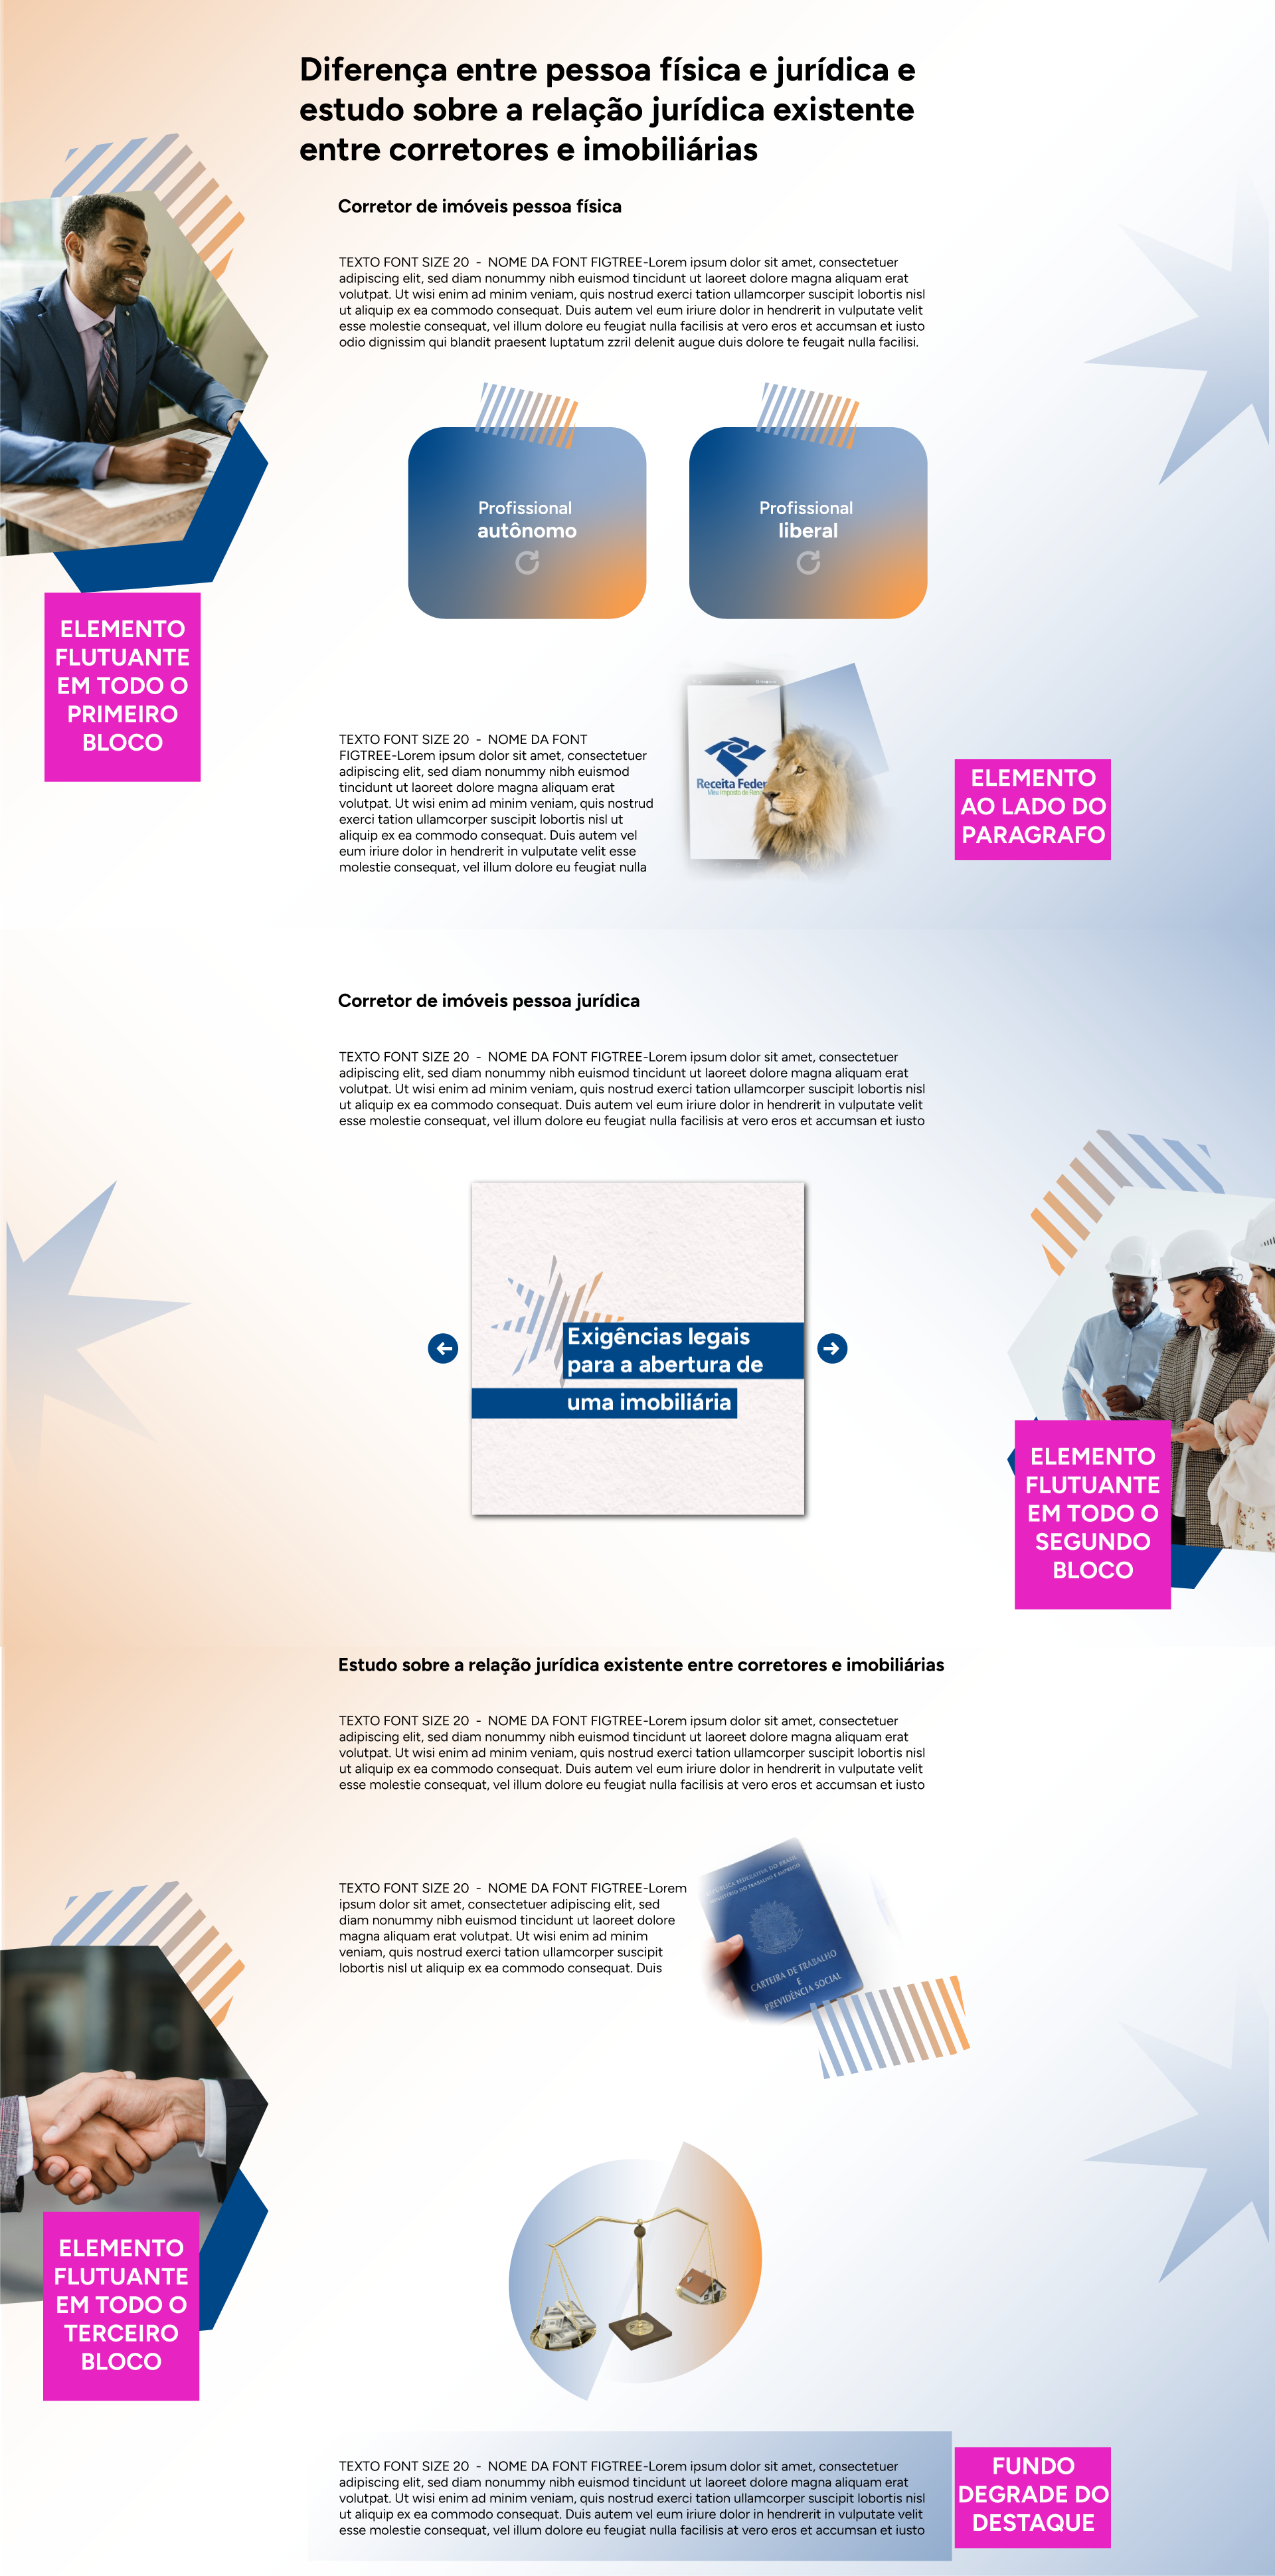 Diferença entre pessoa física e jurídica e
estudo sobre a relação jurídica existente
entre corretores e imobiliárias
Corretor de imóveis pessoa física
TEXTO FONT SIZE 20 - NOME DA FONT FIGTREE-Lorem ipsum dolor sit amet, consectetuer
adipiscing elit, sed diam nonummy nibh euismod tincidunt ut laoreet dolore magna aliquam erat
volutpat. Ut wisi enim ad minim veniam, quis nostrud exerci tation ullamcorper suscipit lobortis nisl
ut aliquip ex ea commodo consequat. Duis autem vel eum iriure dolor in hendrerit in vulputate velit
esse molestie consequat, vel illum dolore eu feugiat nulla facilisis at vero eros et accumsan et iusto
odio dignissim qui blandit praesent luptatum zzril delenit augue duis dolore te feugait nulla facilisi.
Profissional
autônomo
Profissional
liberal
ELEMENTO
FLUTUANTE
EM TODO O
PRIMEIRO
BLOCO
TEXTO FONT SIZE 20 - NOME DA FONT
FIGTREE-Lorem ipsum dolor sit amet, consectetuer
adipiscing elit, sed diam nonummy nibh euismod
tincidunt ut laoreet dolore magna aliquam erat
volutpat. Ut wisi enim ad minim veniam, quis nostrud
exerci tation ullamcorper suscipit lobortis nisl ut
aliquip ex ea commodo consequat. Duis autem vel
eum iriure dolor in hendrerit in vulputate velit esse
molestie consequat, vel illum dolore eu feugiat nulla
Receita Feder
Meu Imposto de Ren
ELEMENTO
AO LADO DO
PARAGRAFO
Corretor de imóveis pessoa jurídica
TEXTO FONT SIZE 20 - NOME DA FONT FIGTREE-Lorem ipsum dolor sit amet, consectetuer
adipiscing elit, sed diam nonummy nibh euismod tincidunt ut laoreet dolore magna aliquam erat
volutpat. Ut wisi enim ad minim veniam, quis nostrud exerci tation ullamcorper suscipit lobortis nisl
ut aliquip ex ea commodo consequat. Duis autem vel eum iriure dolor in hendrerit in vulputate velit
esse molestie consequat, vel illum dolore eu feugiat nulla facilisis at vero eros et accumsan et iusto
Exigências legais
para a abertura de
uma imobiliária
ELEMENTO
FLUTUANTE
EM TODO O
SEGUNDO
BLOCO
Estudo sobre a relação jurídica existente entre corretores e imobiliárias
TEXTO FONT SIZE 20 - NOME DA FONT FIGTREE-Lorem ipsum dolor sit amet, consectetuer
adipiscing elit, sed diam nonummy nibh euismod tincidunt ut laoreet dolore magna aliquam erat
volutpat. Ut wisi enim ad minim veniam, quis nostrud exerci tation ullamcorper suscipit lobortis nisl
ut aliquip ex ea commodo consequat. Duis autem vel eum iriure dolor in hendrerit in vulputate velit
esse molestie consequat, vel illum dolore eu feugiat nulla facilisis at vero eros et accumsan et iusto
TEXTO FONT SIZE 20 - NOME DA FONT FIGTREE-Lorem
ipsum dolor sit amet, consectetuer adipiscing elit, sed
diam nonummy nibh euismod tincidunt ut laoreet dolore
magna aliquam erat volutpat. Ut wisi enim ad minim
veniam, quis nostrud exerci tation ullamcorper suscipit
lobortis nisl ut aliquip ex ea commodo consequat. Duis
FEDERATIVA DO BRASIL
DO TRABALHO E EMPREGO
CARTEIRA DE TRABALHO
E
PREVIDÊNCIA SOCIAL
ELEMENTO
FLUTUANTE
EM TODO O
TERCEIRO
BLOCO
TEXTO FONT SIZE 20 - NOME DA FONT FIGTREE-Lorem ipsum dolor sit amet, consectetuer
adipiscing elit, sed diam nonummy nibh euismod tincidunt ut laoreet dolore magna aliquam erat
volutpat. Ut wisi enim ad minim veniam, quis nostrud exerci tation ullamcorper suscipit lobortis nisl
ut aliquip ex ea commodo consequat. Duis autem vel eum iriure dolor in hendrerit in vulputate velit
esse molestie consequat, vel illum dolore eu feugiat nulla facilisis at vero eros et accumsan et iusto
FUNDO
DEGRADE DO
DESTAQUE